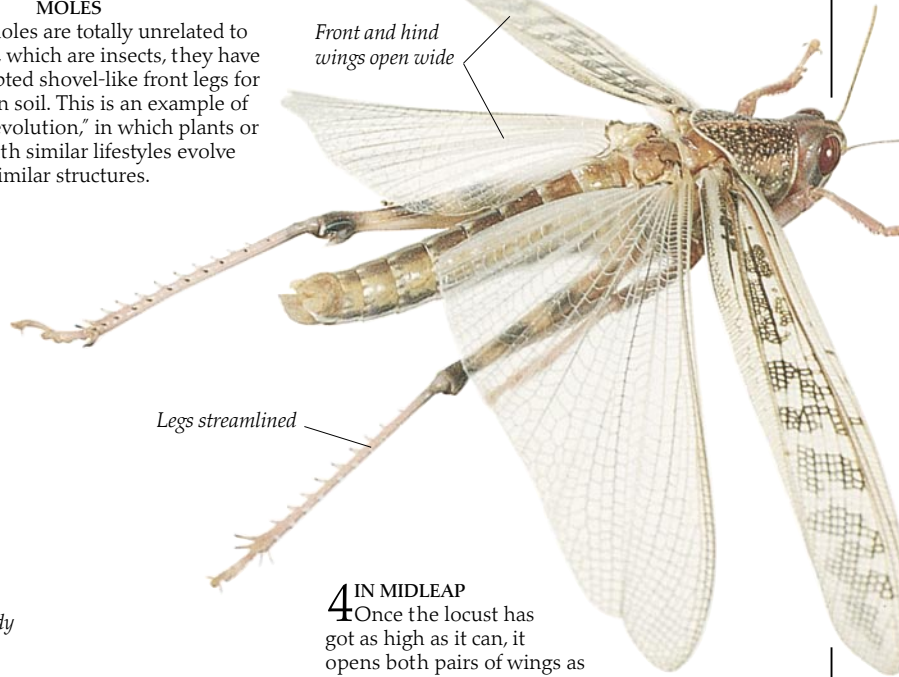 MOLES
oles are totally unrelated to
, which are insects, they have
pted shovel-like front legs for
n soil. This is an example of
evolution,” in which plants or
th similar lifestyles evolve
imilar structures.
Front and hind
wings open wide
Legs streamlined
4 IN MIDLEAP
Once the locust has
got as high as it can, it
opens both pairs of wings as
dy